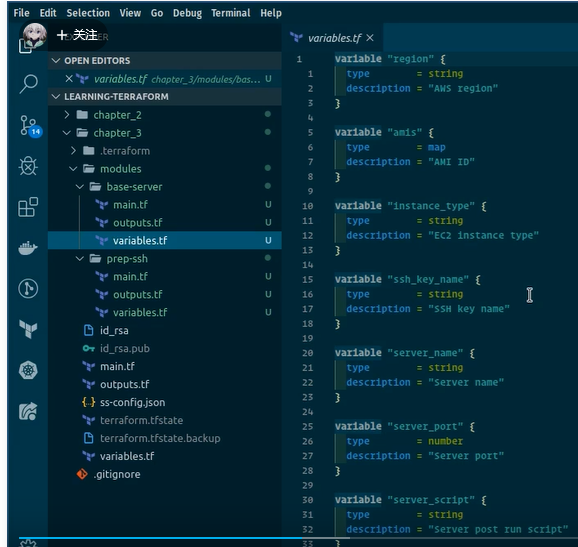 File Edit Selection View Go Debug Terminal Help
+ 关注
variables.tf ×
OPEN EDITORS
× variables.tf chapter_3/modules/bas... U
LEARNING-TERRAFORM
chapter_2
chapter_3
.terraform
modules
base-server
main.tf U
outputs.tf U
variables.tf U
prep-ssh
main.tf U
outputs.tf U
variables.tf U
id_rsa
id_rsa.pub
main.tf
outputs.tf
{..} ss-config.json
terraform.tfstate
terraform.tfstate.backup
variables.tf
.gitignore
14
1 variable "region" {
1 type = string
2 description = "AWS region"
3 }
4
5 variable "amis" {
6 type = map
7 description = "AMI ID"
8 }
9
10 variable "instance_type" {
11 type = string
12 description = "EC2 instance type"
13 }
14
15 variable "ssh_key_name" {
16 type = string
17 description = "SSH key name"
18 }
19
20 variable "server_name" {
21 type = string
22 description = "Server name"
23 }
24
25 variable "server_port" {
26 type = number
27 description = "Server port"
28 }
29
30 variable "server_script" {
31 type = string
32 description = "Server post run script"
33 }